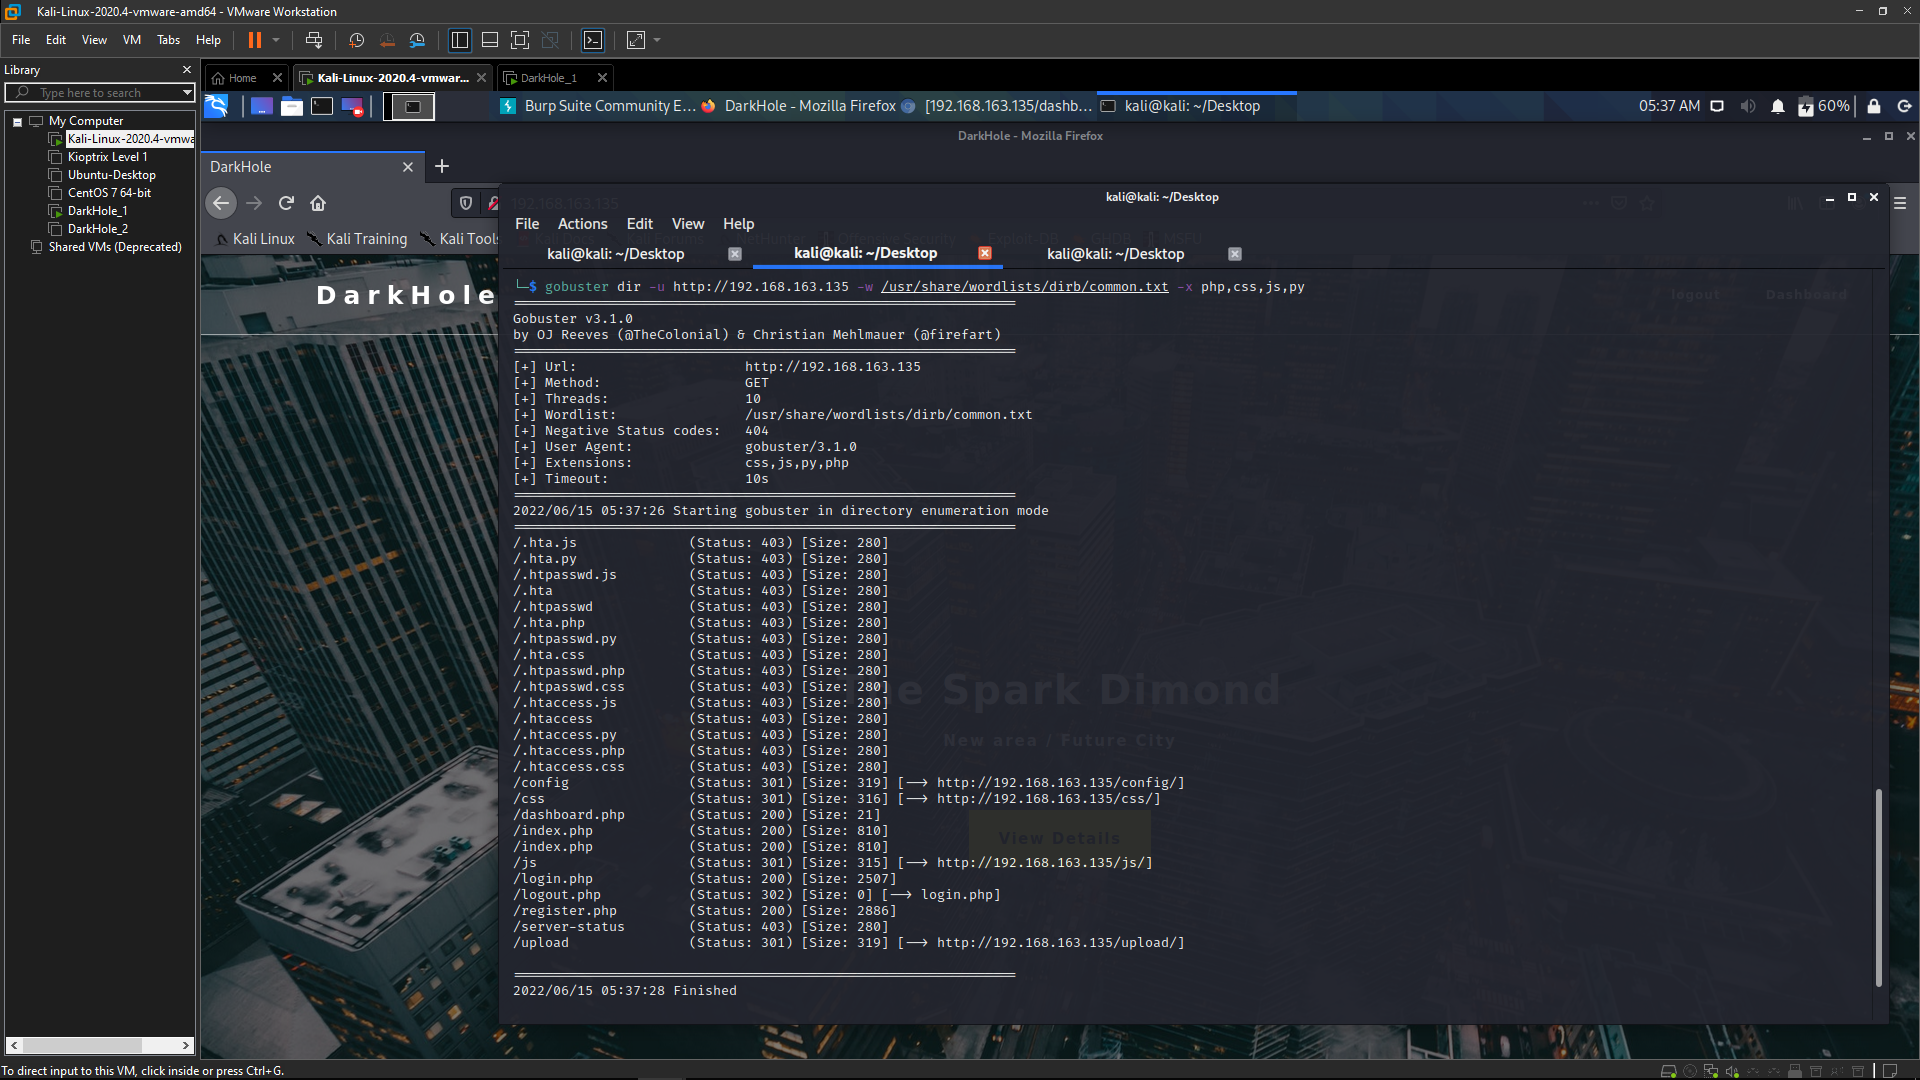 Kali-Linux-2020.4-vmware-amd64 - VMware Workstation
File Edit View VM Tabs Help
Library
Type here to search
My Computer
Kali-Linux-2020.4-vmwa
Kioptrix Level 1
Ubuntu-Desktop
CentOS 7 64-bit
DarkHole_1
DarkHole_2
Shared VMs (Deprecated)
Home Kali-Linux-2020.4-vmwar... DarkHole_1
Burp Suite Community E... DarkHole - Mozilla Firefox [192.168.163.135/dashb... kali@kali: ~/Desktop 05:37 AM 60%
DarkHole - Mozilla Firefox
DarkHole
192.168.163.135
Kali Linux Kali Training Kali Tools
DarkHole
logout Dashboard
The Spark Dimond
New area / Future City
View Details
kali@kali: ~/Desktop
File Actions Edit View Help
kali@kali: ~/Desktop kali@kali: ~/Desktop kali@kali: ~/Desktop
└─$ gobuster dir -u http://192.168.163.135 -w /usr/share/wordlists/dirb/common.txt -x php,css,js,py
===============================================================
Gobuster v3.1.0
by OJ Reeves (@TheColonial) & Christian Mehlmauer (@firefart)
===============================================================
[+] Url: http://192.168.163.135
[+] Method: GET
[+] Threads: 10
[+] Wordlist: /usr/share/wordlists/dirb/common.txt
[+] Negative Status codes: 404
[+] User Agent: gobuster/3.1.0
[+] Extensions: css,js,py,php
[+] Timeout: 10s
===============================================================
2022/06/15 05:37:26 Starting gobuster in directory enumeration mode
===============================================================
/.hta.js (Status: 403) [Size: 280]
/.hta.py (Status: 403) [Size: 280]
/.htpasswd.js (Status: 403) [Size: 280]
/.hta (Status: 403) [Size: 280]
/.htpasswd (Status: 403) [Size: 280]
/.hta.php (Status: 403) [Size: 280]
/.htpasswd.py (Status: 403) [Size: 280]
/.hta.css (Status: 403) [Size: 280]
/.htpasswd.php (Status: 403) [Size: 280]
/.htpasswd.css (Status: 403) [Size: 280]
/.htaccess.js (Status: 403) [Size: 280]
/.htaccess (Status: 403) [Size: 280]
/.htaccess.py (Status: 403) [Size: 280]
/.htaccess.php (Status: 403) [Size: 280]
/.htaccess.css (Status: 403) [Size: 280]
/config (Status: 301) [Size: 319] [--> http://192.168.163.135/config/]
/css (Status: 301) [Size: 316] [--> http://192.168.163.135/css/]
/dashboard.php (Status: 200) [Size: 21]
/index.php (Status: 200) [Size: 810]
/index.php (Status: 200) [Size: 810]
/js (Status: 301) [Size: 315] [--> http://192.168.163.135/js/]
/login.php (Status: 200) [Size: 2507]
/logout.php (Status: 302) [Size: 0] [--> login.php]
/register.php (Status: 200) [Size: 2886]
/server-status (Status: 403) [Size: 280]
/upload (Status: 301) [Size: 319] [--> http://192.168.163.135/upload/]
===============================================================
2022/06/15 05:37:28 Finished
To direct input to this VM, click inside or press Ctrl+G.